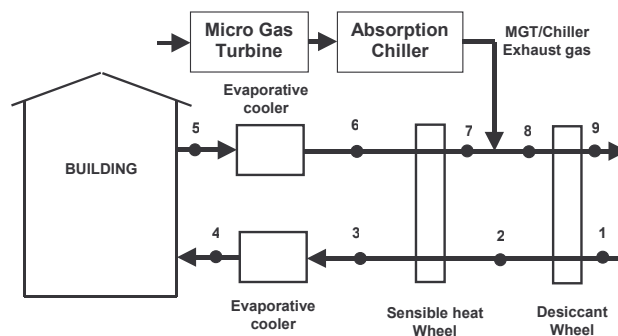 Micro Gas
Turbine
Absorption
Chiller
MGT/Chiller
Exhaust gas
Evaporative
cooler
5
6
7
8
9
BUILDING
4
3
2
1
Evaporative
cooler
Sensible heat
Wheel
Desiccant
Wheel